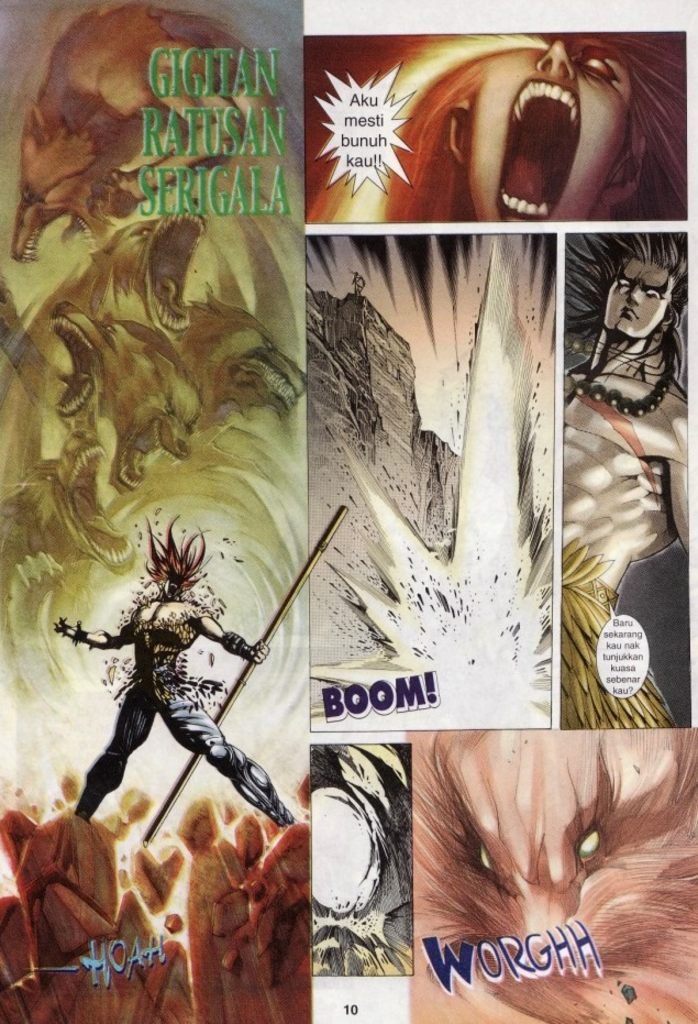 GIGITAN
RATUSAN
SERIGALA
Aku
mesti
bunuh
kau!!
BOOM!
Baru
sekarang
kau nak
tunjukkan
kuasa
sebenar
kau?
HOAH
WORGHH
10